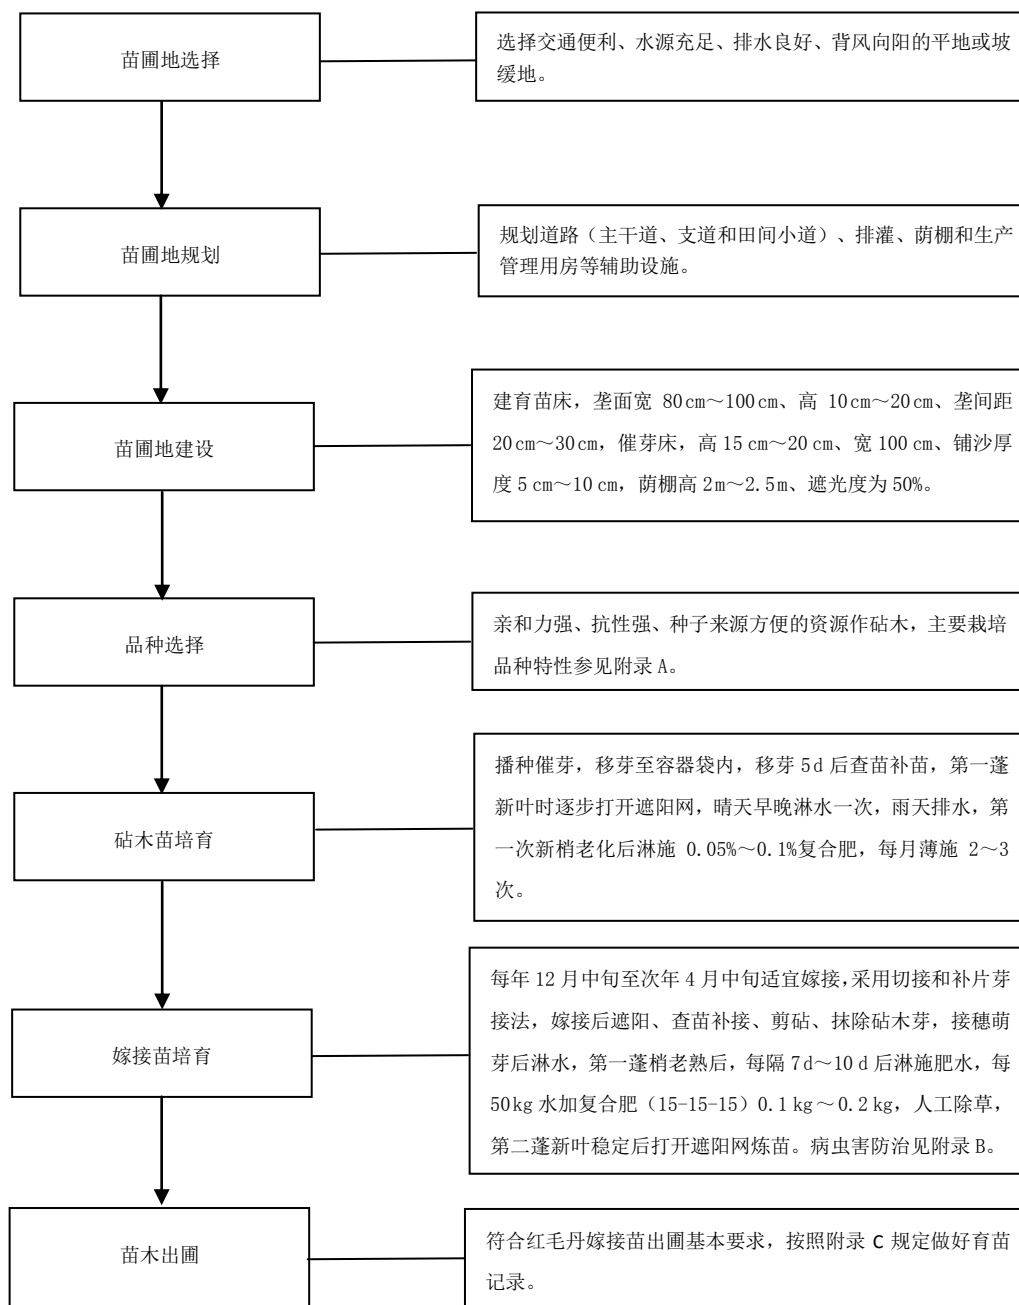 苗圃地选择
选择交通便利、水源充足、排水良好、背风向阳的平地或坡
缓地。
苗圃地规划
规划道路（主干道、支道和田间小道）、排灌、荫棚和生产
管理用房等辅助设施。
苗圃地建设
建育苗床，垄面宽 80cm～100cm、高 10cm～20cm、垄间距
20cm～30cm，催芽床，高 15 cm～20 cm、宽 100 cm、铺沙厚
度 5 cm～10 cm，荫棚高 2m～2.5m、遮光度为 50%。
品种选择
亲和力强、抗性强、种子来源方便的资源作砧木，主要栽培
品种特性参见附录 A。
砧木苗培育
播种催芽，移芽至容器袋内，移芽 5d 后查苗补苗，第一蓬
新叶时逐步打开遮阳网，晴天早晚淋水一次，雨天排水，第
一次新梢老化后淋施 0.05%～0.1%复合肥，每月薄施 2～3
次。
嫁接苗培育
每年 12 月中旬至次年 4 月中旬适宜嫁接，采用切接和补片芽
接法，嫁接后遮阳、查苗补接、剪砧、抹除砧木芽，接穗萌
芽后淋水，第一蓬梢老熟后，每隔 7d～10 d 后淋施肥水，每
50kg 水加复合肥（15-15-15）0.1 kg～0.2 kg，人工除草，
第二蓬新叶稳定后打开遮阳网炼苗。病虫害防治见附录 B。
苗木出圃
符合红毛丹嫁接苗出圃基本要求，按照附录 C 规定做好育苗
记录。